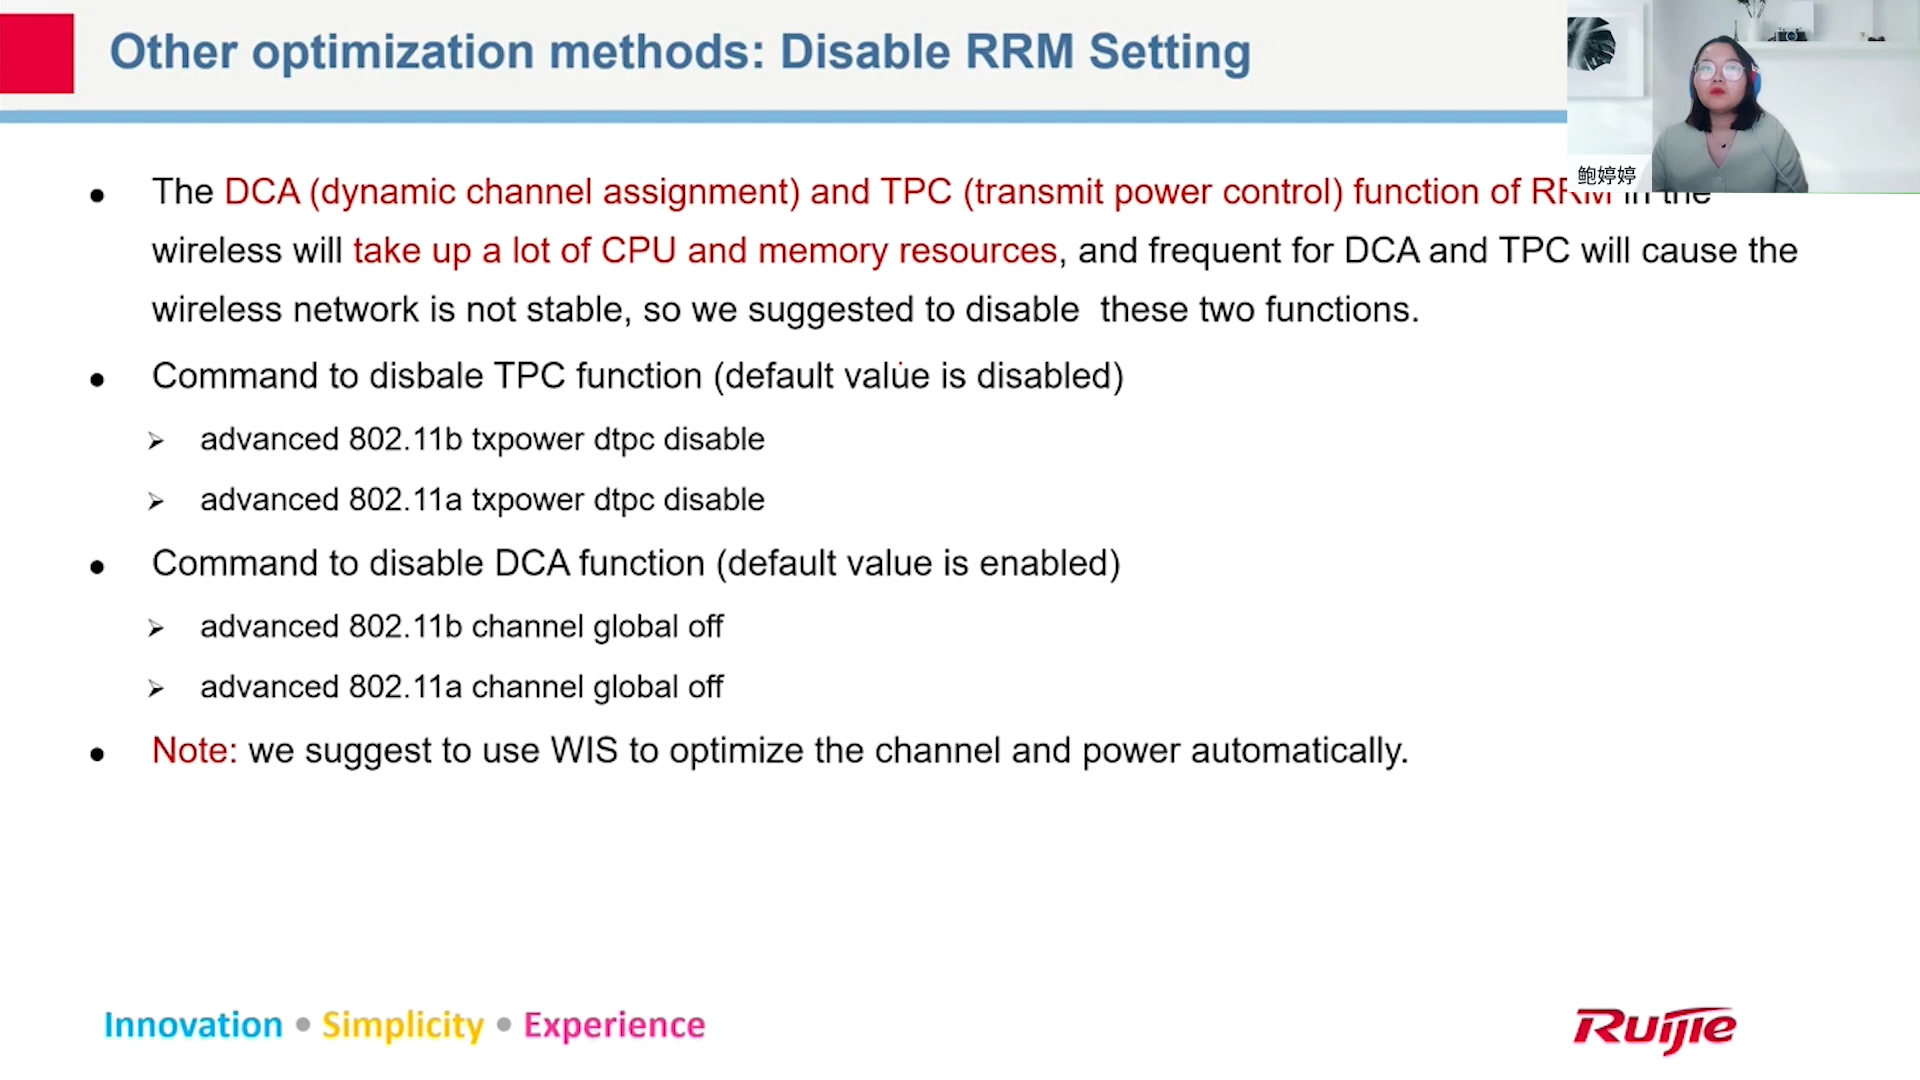 Other optimization methods: Disable RRM Setting
鲍婷婷
● The DCA (dynamic channel assignment) and TPC (transmit power control) function of RRM in the
wireless will take up a lot of CPU and memory resources, and frequent for DCA and TPC will cause the
wireless network is not stable, so we suggested to disable  these two functions.
● Command to disbale TPC function (default value is disabled)
➢ advanced 802.11b txpower dtpc disable
➢ advanced 802.11a txpower dtpc disable
● Command to disable DCA function (default value is enabled)
➢ advanced 802.11b channel global off
➢ advanced 802.11a channel global off
● Note: we suggest to use WIS to optimize the channel and power automatically.
Innovation ● Simplicity ● Experience
Ruijie